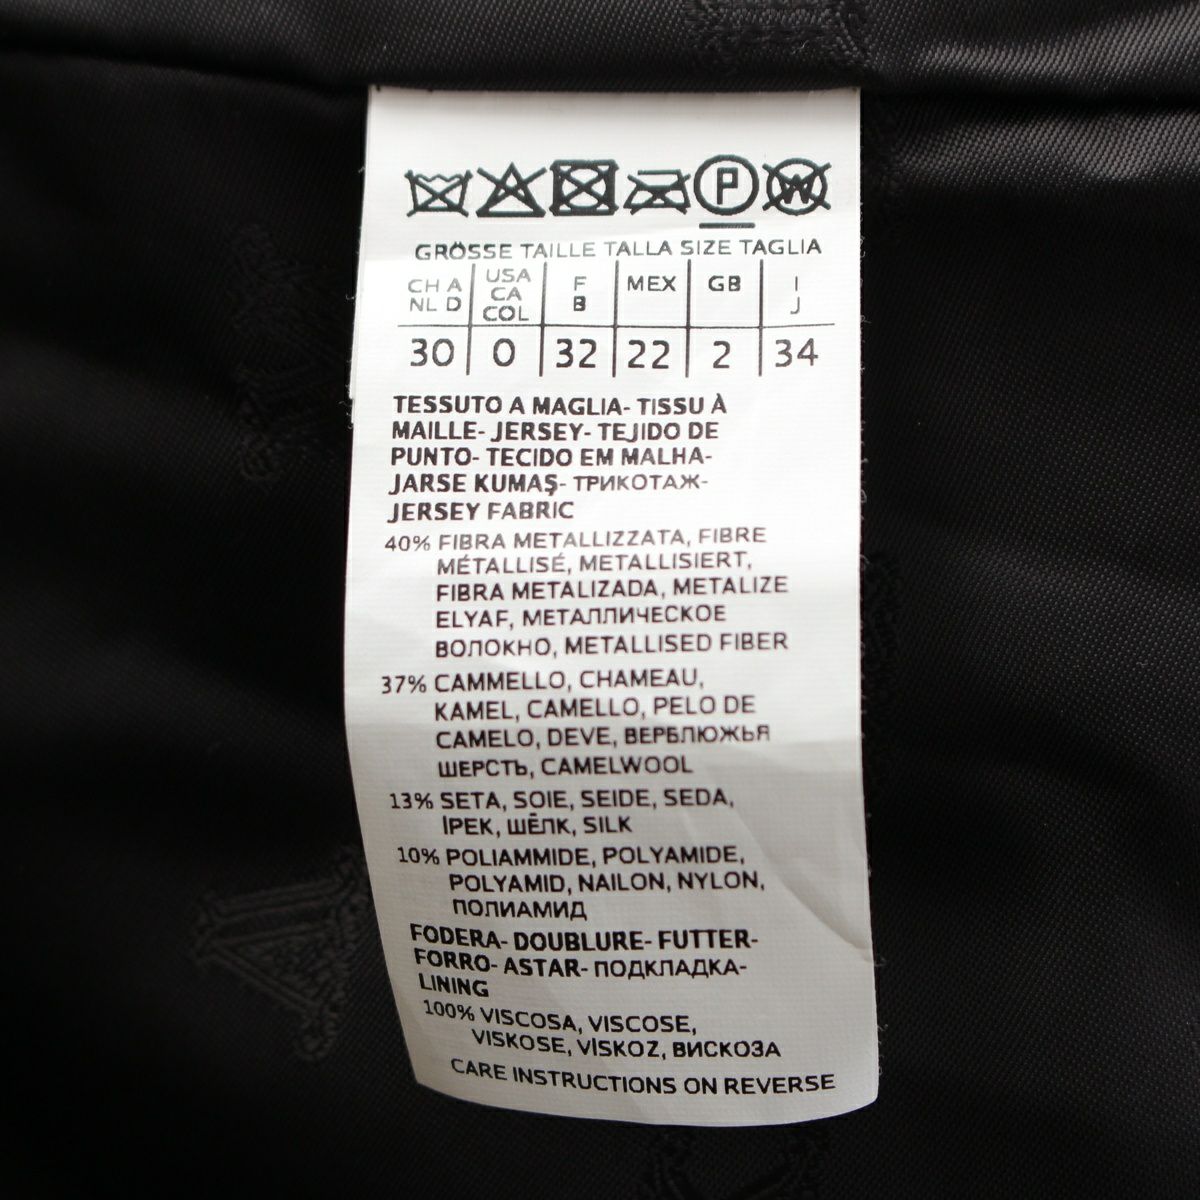 P W
GRÖSSE TAILLE TALLA SIZE TAGLIA
CH A NL D USA CA COL F B MEX GB I J
30 0 32 22 2 34
TESSUTO A MAGLIA- TISSU À
MAILLE- JERSEY- TEJIDO DE
PUNTO- TECIDO EM MALHA-
JARSE KUMAŞ- ТРИКОТАЖ-
JERSEY FABRIC
40% FIBRA METALLIZZATA, FIBRE
MÉTALLISÉ, METALLISIERT,
FIBRA METALIZADA, METALIZE
ELYAF, МЕТАЛЛИЧЕСКОЕ
ВОЛОКНО, METALLISED FIBER
37% CAMMELLO, CHAMEAU,
KAMEL, CAMELLO, PELO DE
CAMELO, DEVE, ВЕРБЛЮЖЬЯ
ШЕРСТЬ, CAMELWOOL
13% SETA, SOIE, SEIDE, SEDA,
İPEK, ШЁЛК, SILK
10% POLIAMMIDE, POLYAMIDE,
POLYAMID, NAILON, NYLON,
ПОЛИАМИД
FODERA- DOUBLURE- FUTTER-
FORRO- ASTAR- ПОДКЛАДКА-
LINING
100% VISCOSA, VISCOSE,
VISKOSE, VİSKOZ, ВИСКОЗА
CARE INSTRUCTIONS ON REVERSE